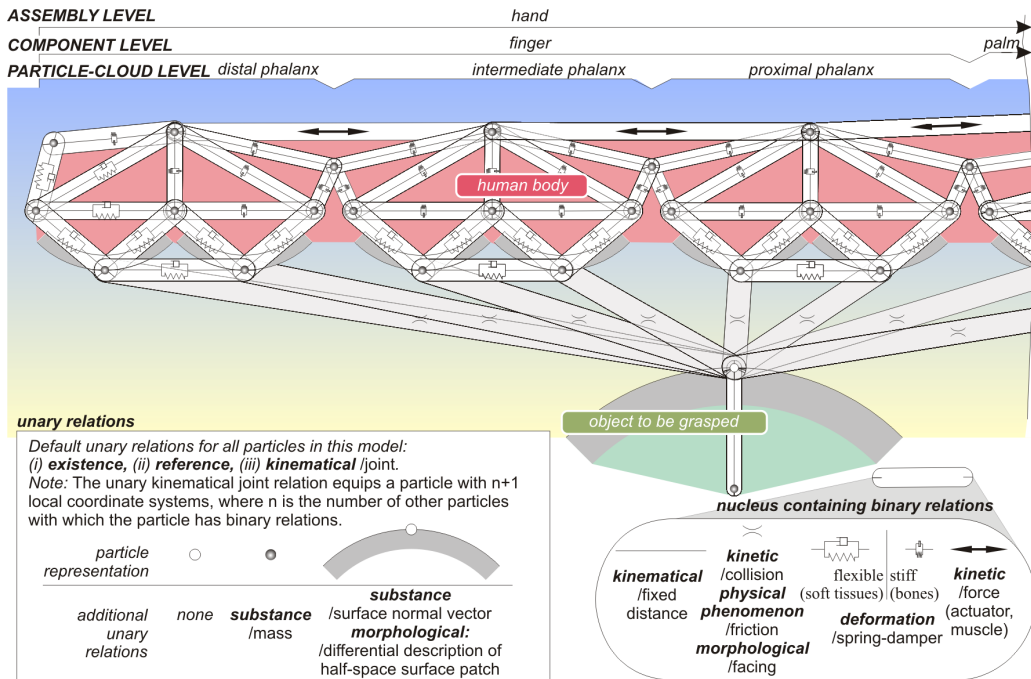 ASSEMBLY LEVEL hand
COMPONENT LEVEL finger palm
PARTICLE-CLOUD LEVEL distal phalanx intermediate phalanx proximal phalanx
human body
object to be grasped
unary relations
Default unary relations for all particles in this model:
(i) existence, (ii) reference, (iii) kinematical /joint.
Note: The unary kinematical joint relation equips a particle with n+1
local coordinate systems, where n is the number of other particles
with which the particle has binary relations.
particle
representation
additional
unary
relations
none
substance
/mass
substance
/surface normal vector
morphological:
/differential description of
half-space surface patch
nucleus containing binary relations
kinematical
/fixed
distance
kinetic
/collision
physical
phenomenon
/friction
morphological
/facing
flexible stiff
(soft tissues) (bones)
deformation
/spring-damper
kinetic
/force
(actuator,
muscle)